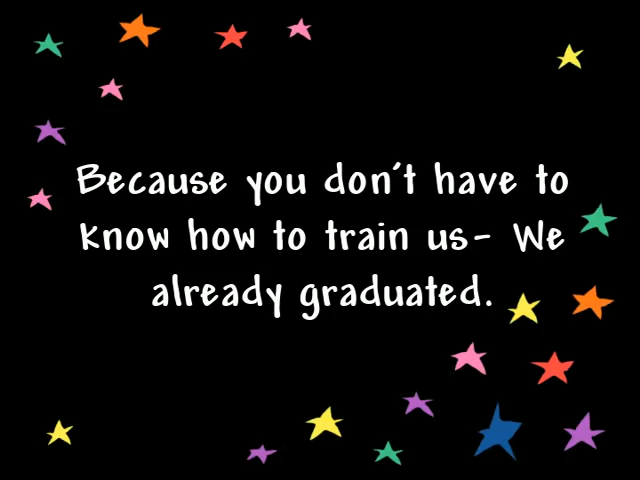 Because you don't have to
know how to train us- We
already graduated.